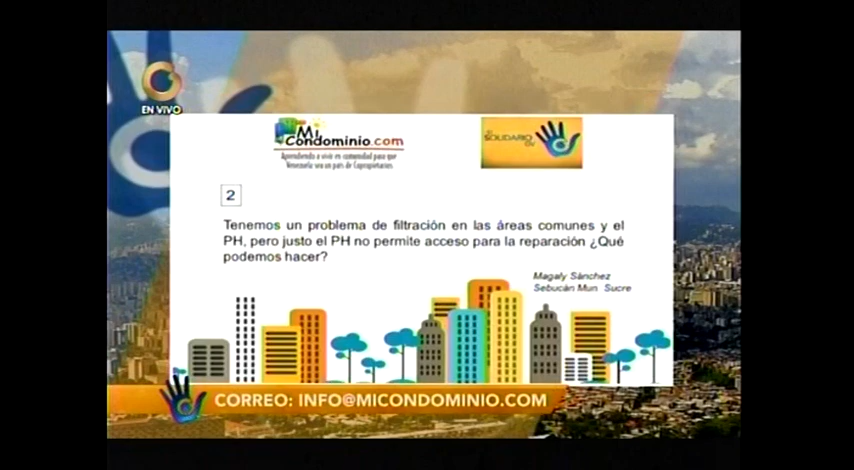 EN VIVO
Mi
Condominio.com
Aprendiendo a vivir en comunidad para que
Venezuela sea un país de Copropietarios
SOLIDARIO
2
Tenemos un problema de filtración en las áreas comunes y el
PH, pero justo el PH no permite acceso para la reparación ¿Qué
podemos hacer?
Magaly Sánchez
Sebucán Mun Sucre
CORREO: INFO@MICONDOMINIO.COM